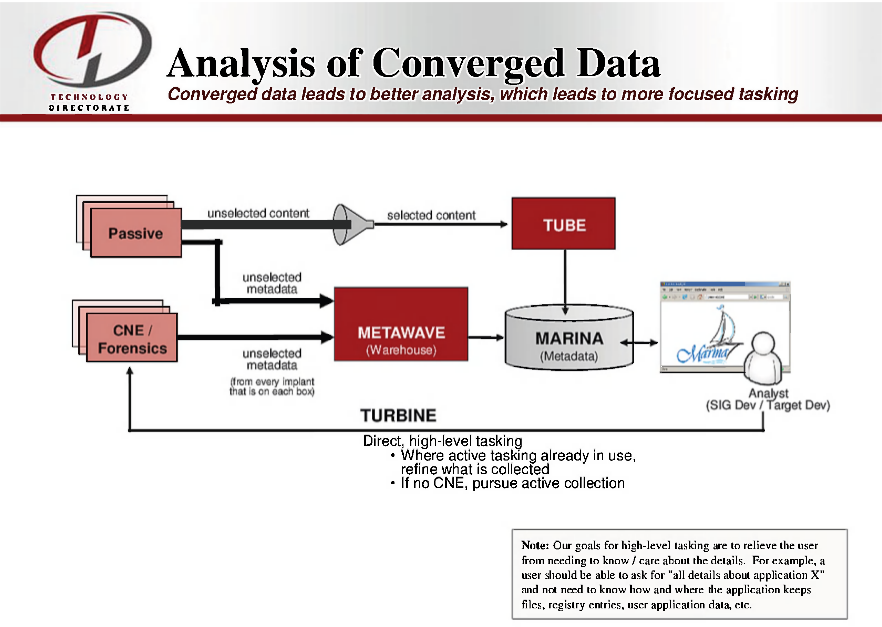 TECHNOLOGY
DIRECTORATE
Analysis of Converged Data
Converged data leads to better analysis, which leads to more focused tasking
Passive
unselected content
selected content
TUBE
unselected
metadata
CNE /
Forensics
unselected
metadata
(from every implant
that is on each box)
METAWAVE
(Warehouse)
MARINA
(Metadata)
Marina
Analyst
(SIG Dev / Target Dev)
TURBINE
Direct, high-level tasking
• Where active tasking already in use,
refine what is collected
• If no CNE, pursue active collection
Note: Our goals for high-level tasking are to relieve the user
from needing to know / care about the details. For example, a
user should be able to ask for "all details about application X"
and not need to know how and where the application keeps
files, registry entries, user application data, etc.